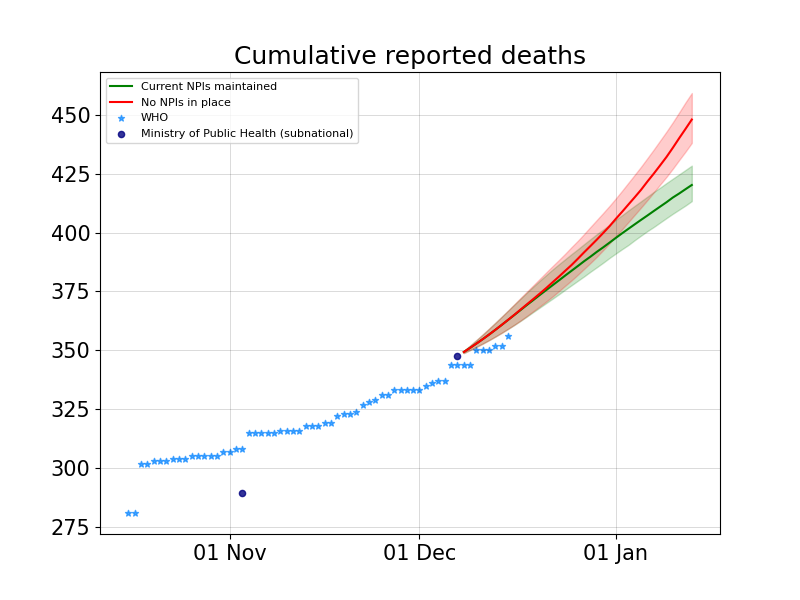 Cumulative reported deaths
Current NPIs maintained
No NPIs in place
WHO
Ministry of Public Health (subnational)
450
425
400
375
350
325
300
275
01 Nov
01 Dec
01 Jan